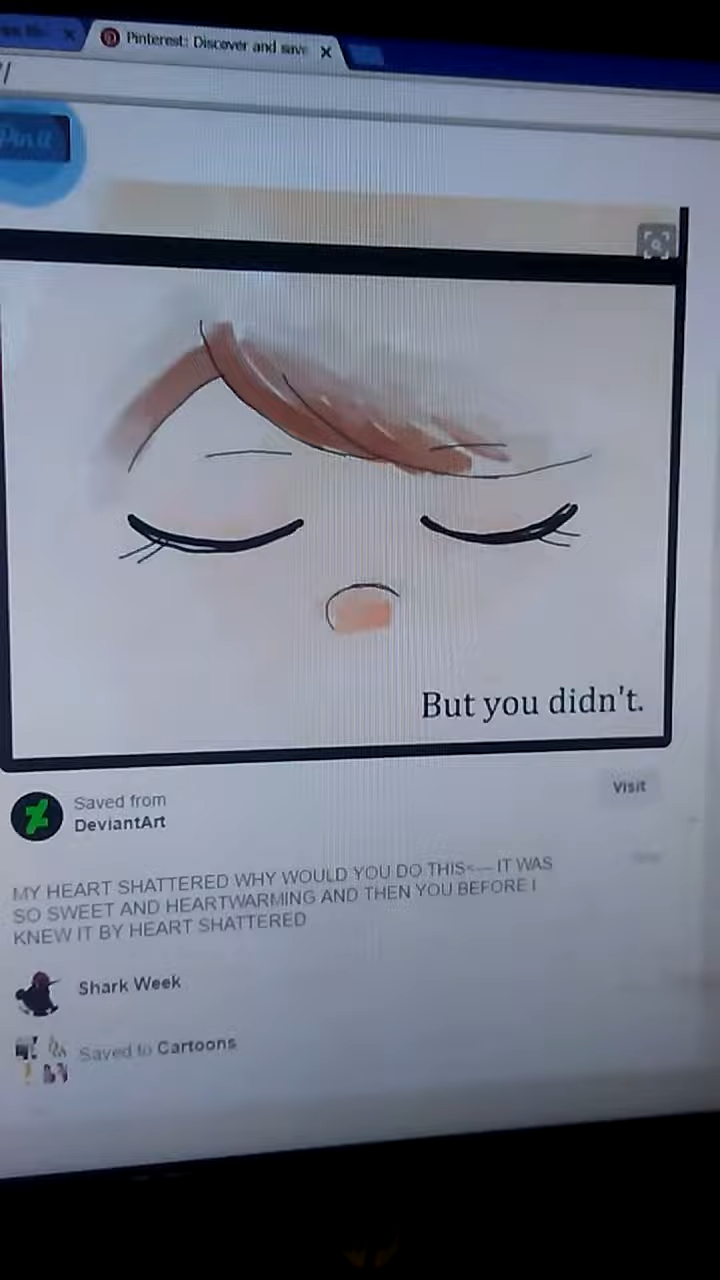 Pinterest: Discover and save
Pin it
But you didn't.
Visit
Saved from
DeviantArt
MY HEART SHATTERED WHY WOULD YOU DO THIS<--- IT WAS
SO SWEET AND HEARTWARMING AND THEN YOU BEFORE I
KNEW IT BY HEART SHATTERED
Shark Week
Saved to Cartoons